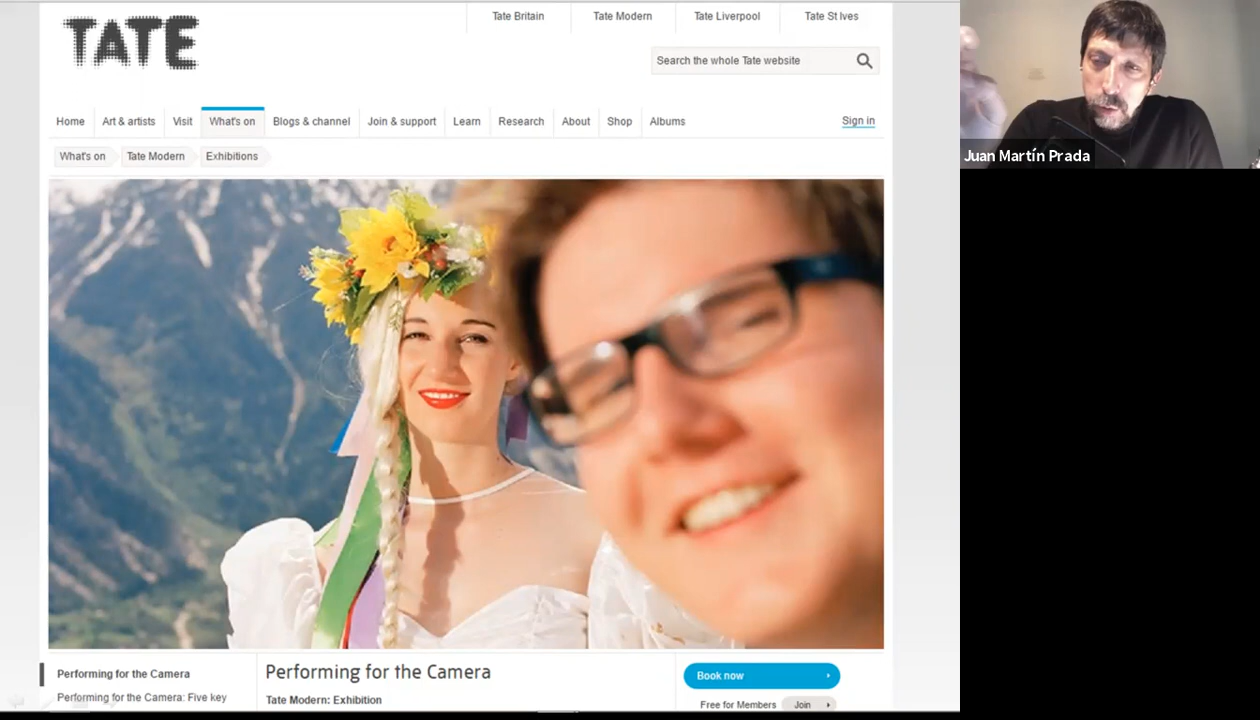 TATE
Tate Britain Tate Modern Tate Liverpool Tate St Ives
Search the whole Tate website
Home Art & artists Visit What's on Blogs & channel Join & support Learn Research About Shop Albums Sign in
What's on Tate Modern Exhibitions
Juan Martín Prada
Performing for the Camera
Performing for the Camera: Five key
Performing for the Camera
Tate Modern: Exhibition
Book now
Free for Members Join